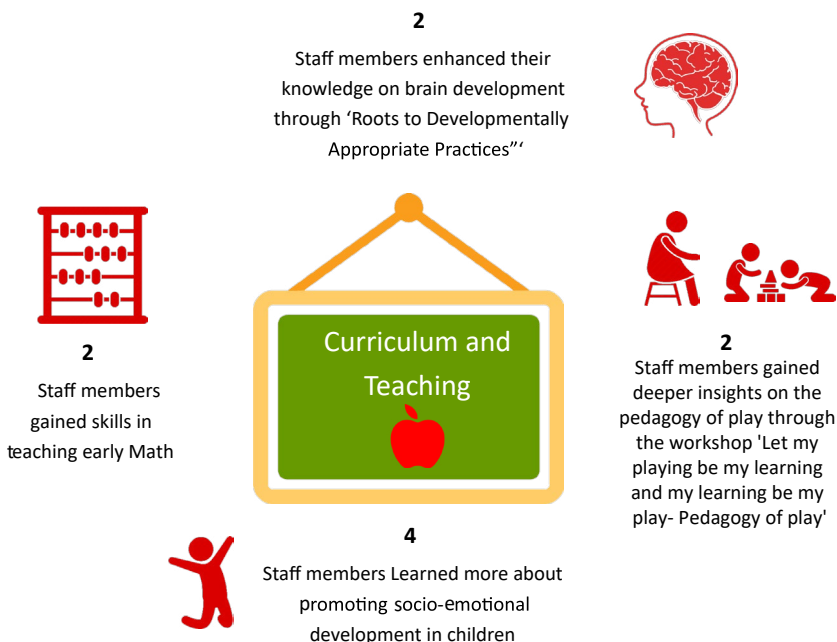 2
Staff members enhanced their
knowledge on brain development
through ‘Roots to Developmentally
Appropriate Practices”‘
2
Staff members
gained skills in
teaching early Math
Curriculum and
Teaching
2
Staff members gained
deeper insights on the
pedagogy of play through
the workshop 'Let my
playing be my learning
and my learning be my
play- Pedagogy of play'
4
Staff members Learned more about
promoting socio-emotional
development in children